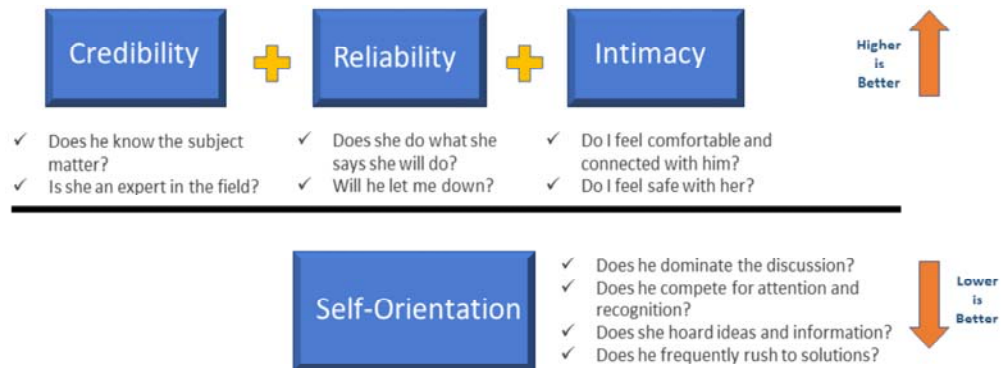 Credibility
Reliability
Intimacy
Higher
is
Better
Does he know the subject
matter?
Is she an expert in the field?
Does she do what she
says she will do?
Will he let me down?
Do I feel comfortable and
connected with him?
Do I feel safe with her?
Self-Orientation
Does he dominate the discussion?
Does he compete for attention and
recognition?
Does she hoard ideas and information?
Does he frequently rush to solutions?
Lower
is
Better